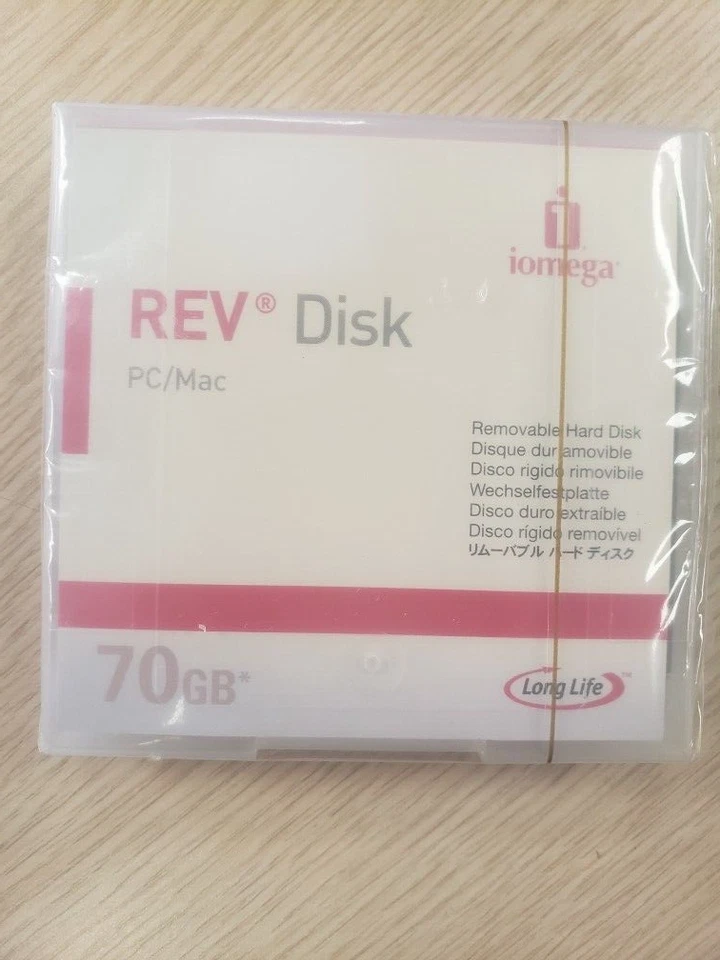 iomega®
REV® Disk
PC/Mac
Removable Hard Disk
Disque dur amovible
Disco rigido rimovibile
Wechselfestplatte
Disco duro extraíble
Disco rígido removível
リムーバブル ハード ディスク
70GB*
Long Life™